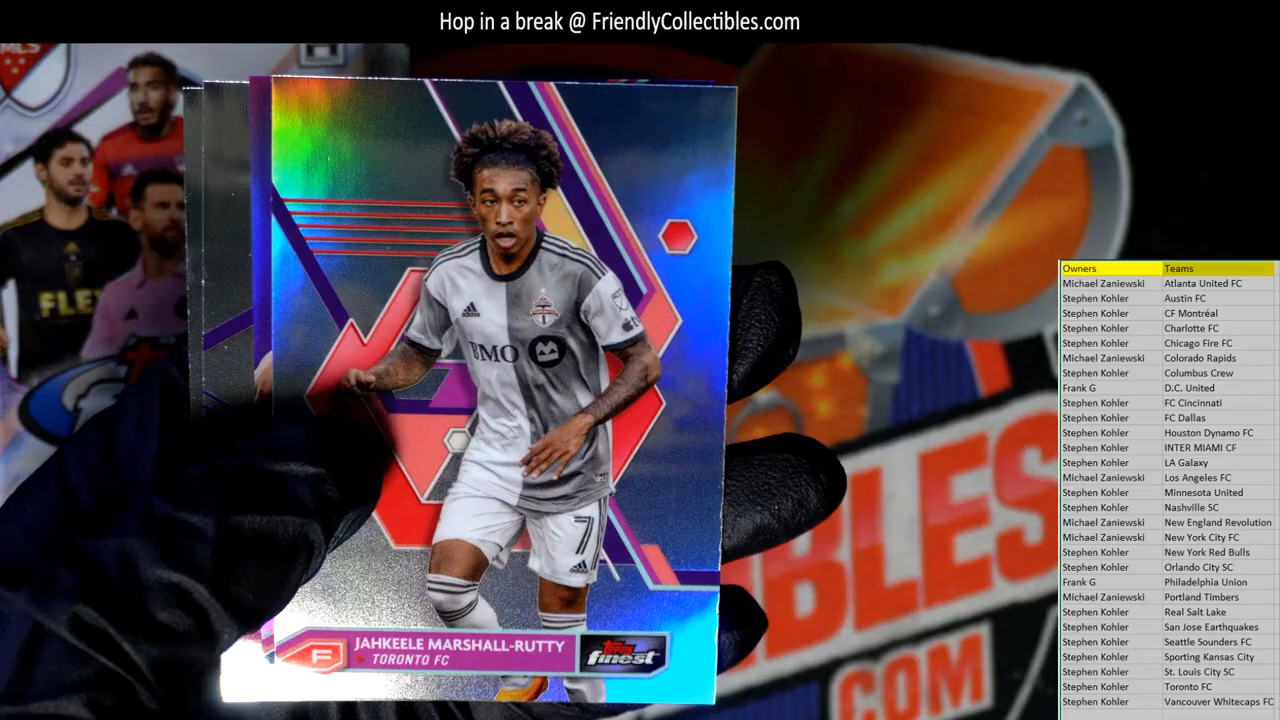 Hop in a break @ FriendlyCollectibles.com
MLS
FLEX
adidas
BMO
tv
7
JAHKEELE MARSHALL-RUTTY
F
TORONTO FC
Topps
finest
BLES
.COM
Owners Teams
Michael Zaniewski Atlanta United FC
Stephen Kohler Austin FC
Stephen Kohler CF Montréal
Stephen Kohler Charlotte FC
Stephen Kohler Chicago Fire FC
Michael Zaniewski Colorado Rapids
Stephen Kohler Columbus Crew
Frank G D.C. United
Stephen Kohler FC Cincinnati
Stephen Kohler FC Dallas
Stephen Kohler Houston Dynamo FC
Stephen Kohler INTER MIAMI CF
Stephen Kohler LA Galaxy
Michael Zaniewski Los Angeles FC
Stephen Kohler Minnesota United
Stephen Kohler Nashville SC
Michael Zaniewski New England Revolution
Michael Zaniewski New York City FC
Stephen Kohler New York Red Bulls
Stephen Kohler Orlando City SC
Frank G Philadelphia Union
Michael Zaniewski Portland Timbers
Stephen Kohler Real Salt Lake
Stephen Kohler San Jose Earthquakes
Stephen Kohler Seattle Sounders FC
Stephen Kohler Sporting Kansas City
Stephen Kohler St. Louis City SC
Stephen Kohler Toronto FC
Stephen Kohler Vancouver Whitecaps FC